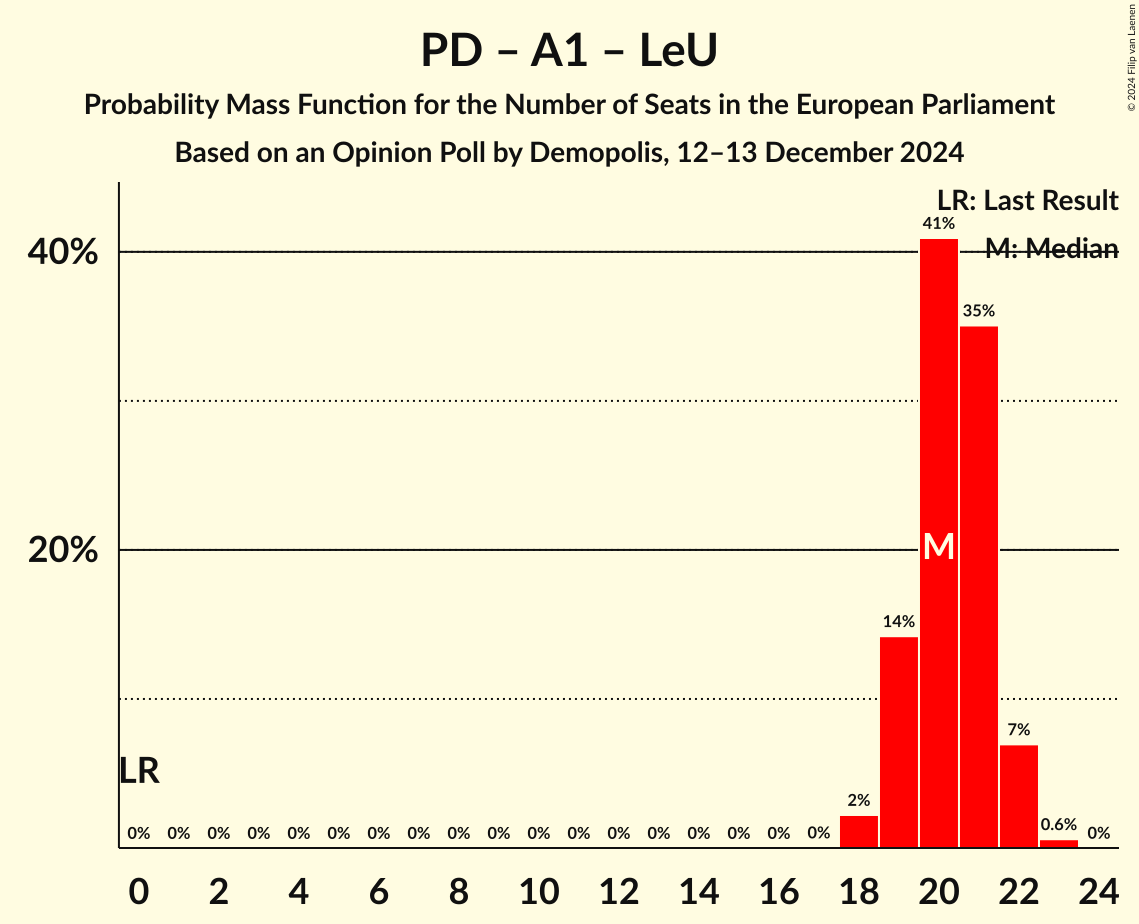 PD – A1 – LeU
Probability Mass Function for the Number of Seats in the European Parliament
Based on an Opinion Poll by Demopolis, 12–13 December 2024
© 2024 Filip van Laenen
LR: Last Result
M: Median
40%
20%
41%
35%
14%
7%
2%
0.6%
M
LR
0% 0% 0% 0% 0% 0% 0% 0% 0% 0% 0% 0% 0% 0% 0% 0% 0% 0% 0%
0 2 4 6 8 10 12 14 16 18 20 22 24